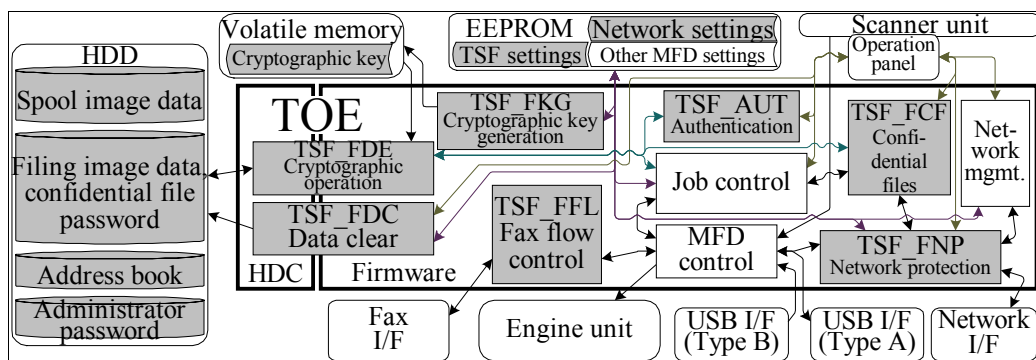 HDD
Spool image data
Filing image data,
confidential file
password
Address book
Administrator
password
Volatile memory
Cryptographic key
EEPROM
Network settings
TSF settings
Other MFD settings
Scanner unit
Operation
panel
TOE
TSF_FKG
Cryptographic key
generation
TSF_AUT
Authentication
TSF_FCF
Confi-
dential
files
Net-
work
mgmt.
TSF_FDE
Cryptographic
operation
Job control
TSF_FDC
Data clear
TSF_FFL
Fax flow
control
MFD
control
TSF_FNP
Network protection
HDC
Firmware
Fax
I/F
Engine unit
USB I/F
(Type B)
USB I/F
(Type A)
Network
I/F